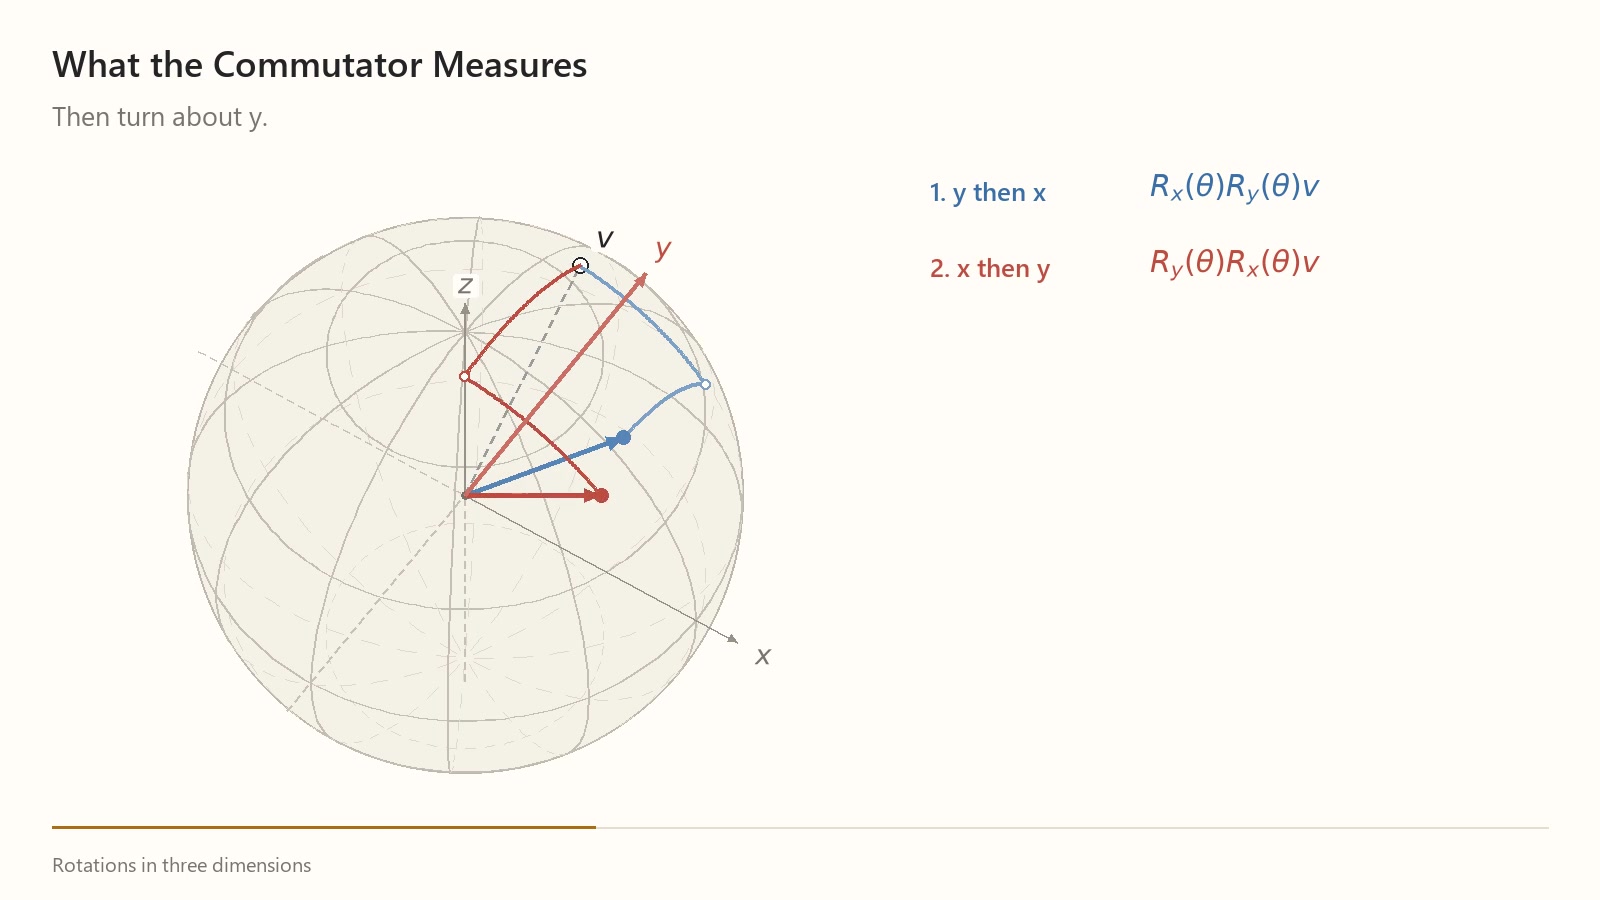 What the Commutator Measures
Then turn about y.
1. y then x
Rₓ(θ)Rᵧ(θ)v
2. x then y
Rᵧ(θ)Rₓ(θ)v
v
y
z
x
Rotations in three dimensions